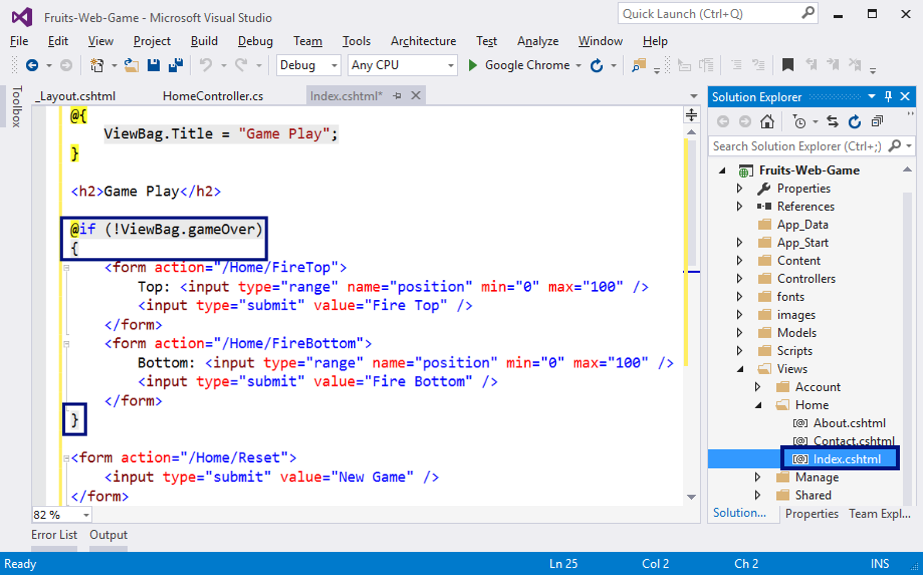 Fruits-Web-Game - Microsoft Visual Studio
Quick Launch (Ctrl+Q)
File Edit View Project Build Debug Team Tools Architecture Test Analyze Window Help
Debug Any CPU Google Chrome
Toolbox
_Layout.cshtml HomeController.cs Index.cshtml*
@{
ViewBag.Title = "Game Play";
}
<h2>Game Play</h2>
@if (!ViewBag.gameOver)
{
<form action="/Home/FireTop">
Top: <input type="range" name="position" min="0" max="100" />
<input type="submit" value="Fire Top" />
</form>
<form action="/Home/FireBottom">
Bottom: <input type="range" name="position" min="0" max="100" />
<input type="submit" value="Fire Bottom" />
</form>
}
<form action="/Home/Reset">
<input type="submit" value="New Game" />
</form>
82 %
Solution Explorer
Search Solution Explorer (Ctrl+;)
Fruits-Web-Game
Properties
References
App_Data
App_Start
Content
Controllers
fonts
images
Models
Scripts
Views
Account
Home
About.cshtml
Contact.cshtml
Index.cshtml
Manage
Shared
Solution... Properties Team Expl...
Error List Output
Ready Ln 25 Col 2 Ch 2 INS